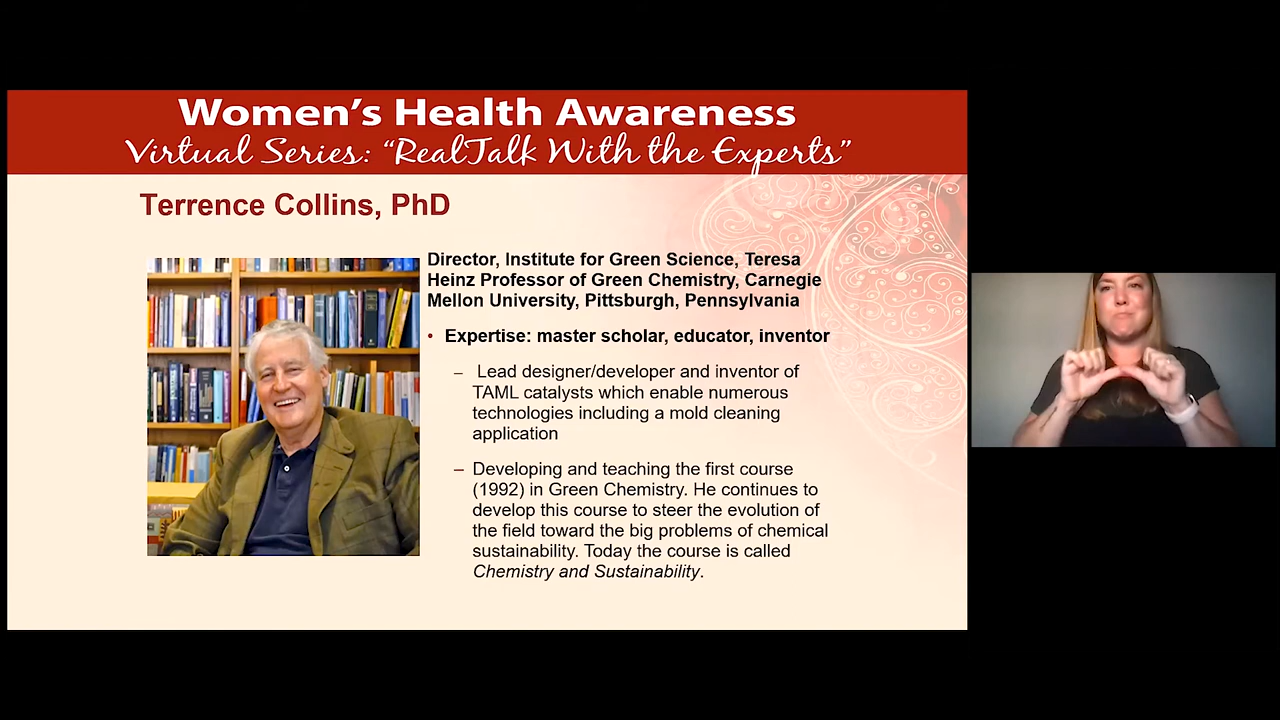 Women's Health Awareness
Virtual Series: "RealTalk With the Experts"
Terrence Collins, PhD
Director, Institute for Green Science, Teresa
Heinz Professor of Green Chemistry, Carnegie
Mellon University, Pittsburgh, Pennsylvania
• Expertise: master scholar, educator, inventor
– Lead designer/developer and inventor of
TAML catalysts which enable numerous
technologies including a mold cleaning
application
– Developing and teaching the first course
(1992) in Green Chemistry. He continues to
develop this course to steer the evolution of
the field toward the big problems of chemical
sustainability. Today the course is called
Chemistry and Sustainability.